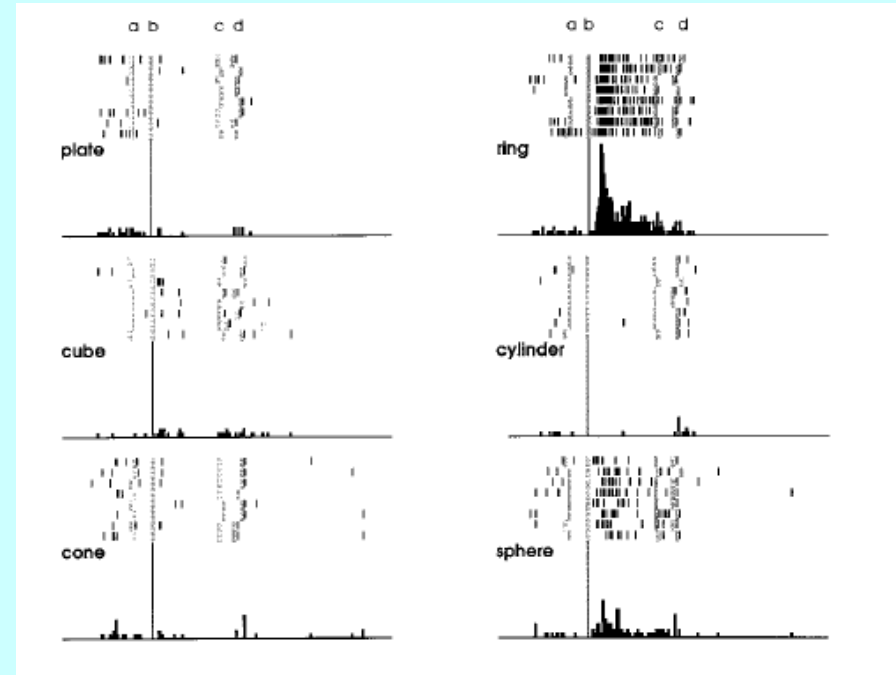 a b c d
a b c d
plate
ring
cube
cylinder
cone
sphere